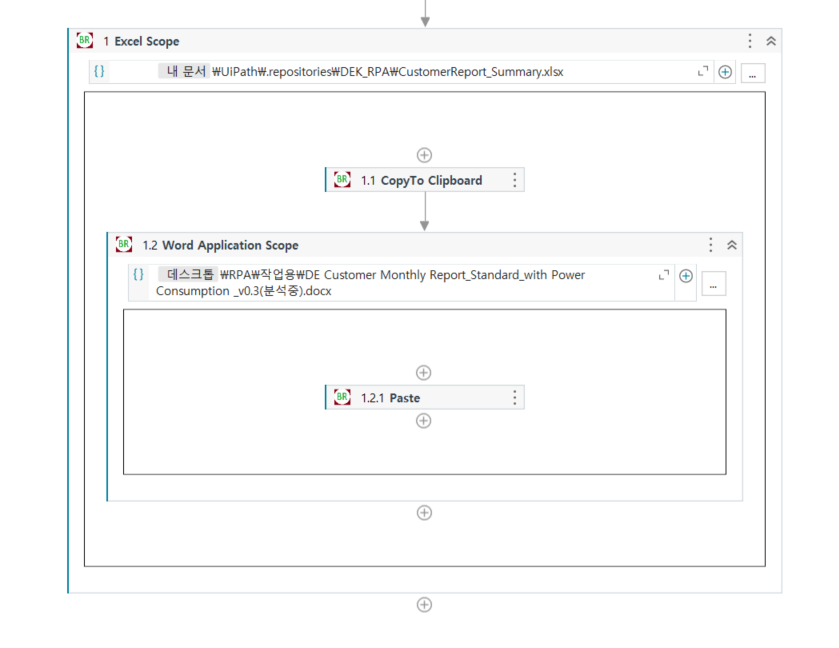 BR 1 Excel Scope
{} 내 문서 ₩UiPath₩.repositories₩DEK_RPA₩CustomerReport_Summary.xlsx ...
BR 1.1 CopyTo Clipboard
BR 1.2 Word Application Scope
{} 데스크톱 ₩RPA₩작업용₩DE Customer Monthly Report_Standard_with Power
Consumption _v0.3(분석중).docx ...
BR 1.2.1 Paste